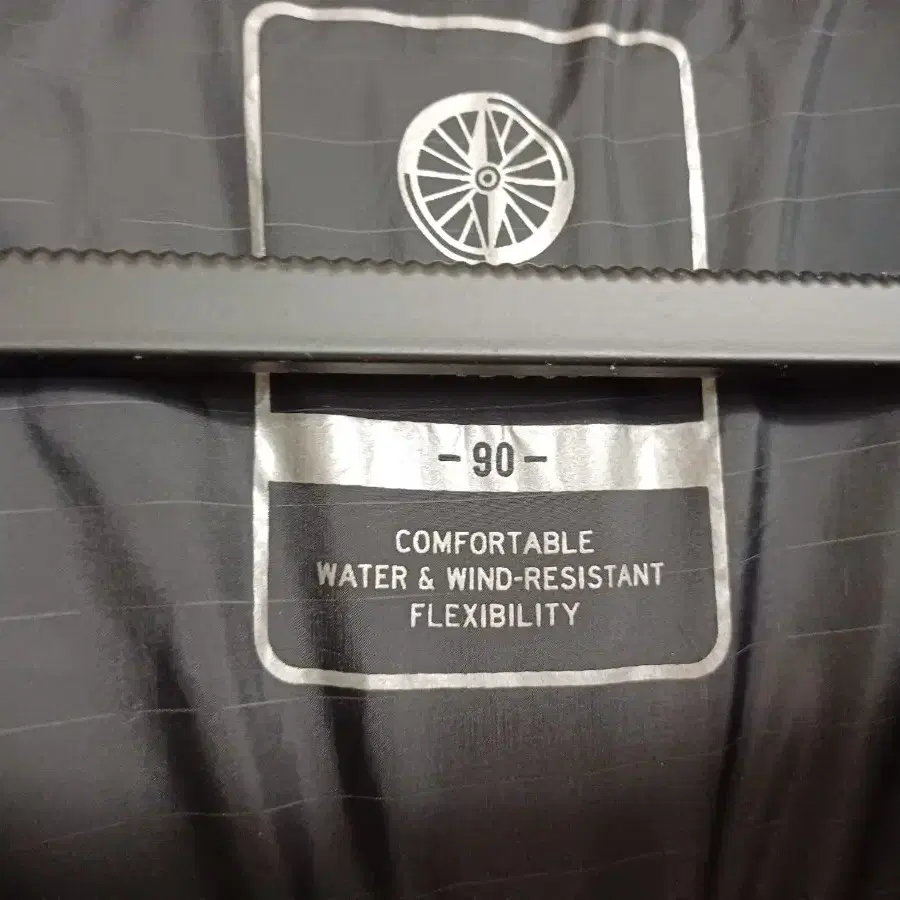 -90-
COMFORTABLE
WATER & WIND-RESISTANT
FLEXIBILITY